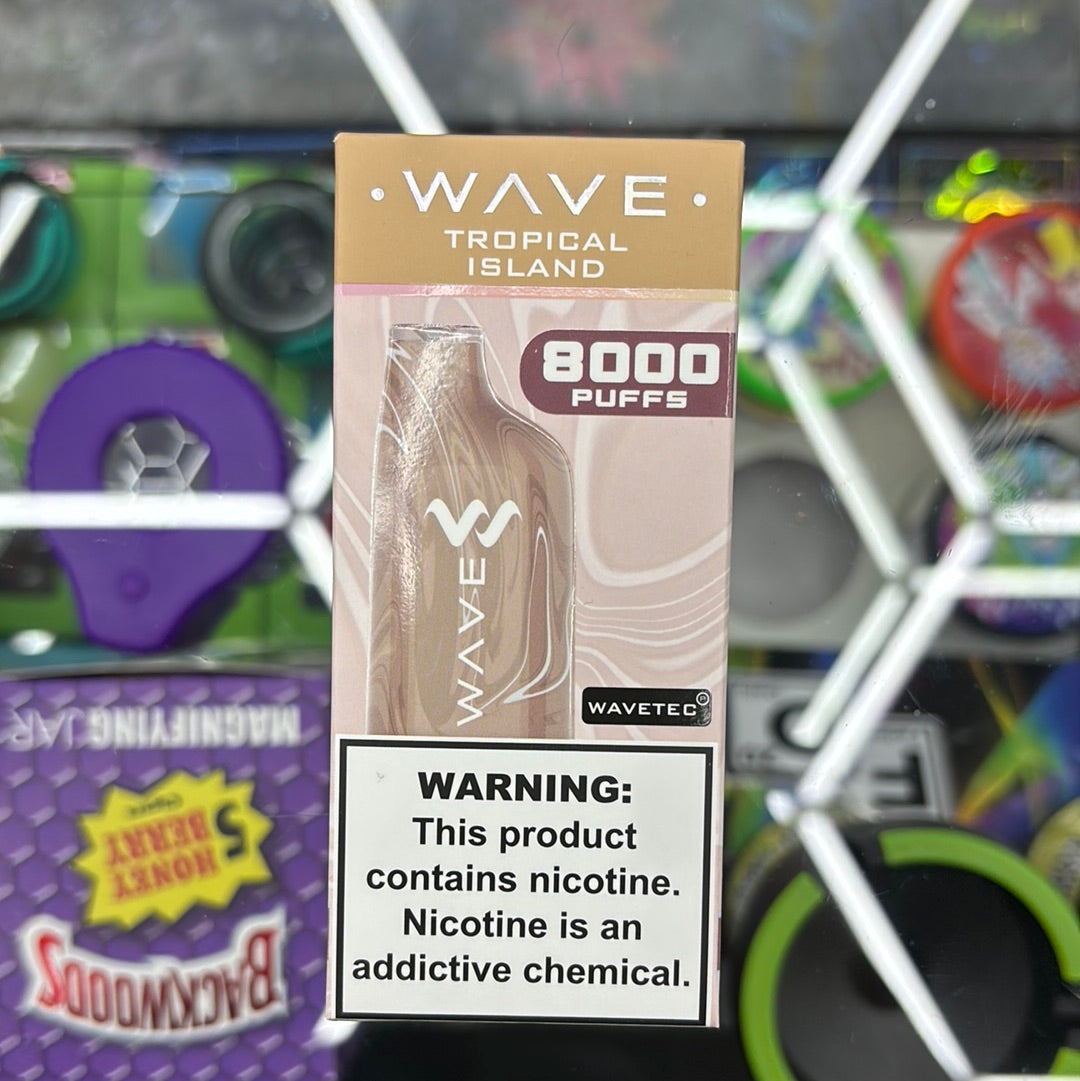 • WAVE •
TROPICAL
ISLAND
8000
PUFFS
WAVE
WAVETEC
WARNING:
This product
contains nicotine.
Nicotine is an
addictive chemical.
MAGNIFYING JAR
5
HONEY
BERRY
BACKWOODS